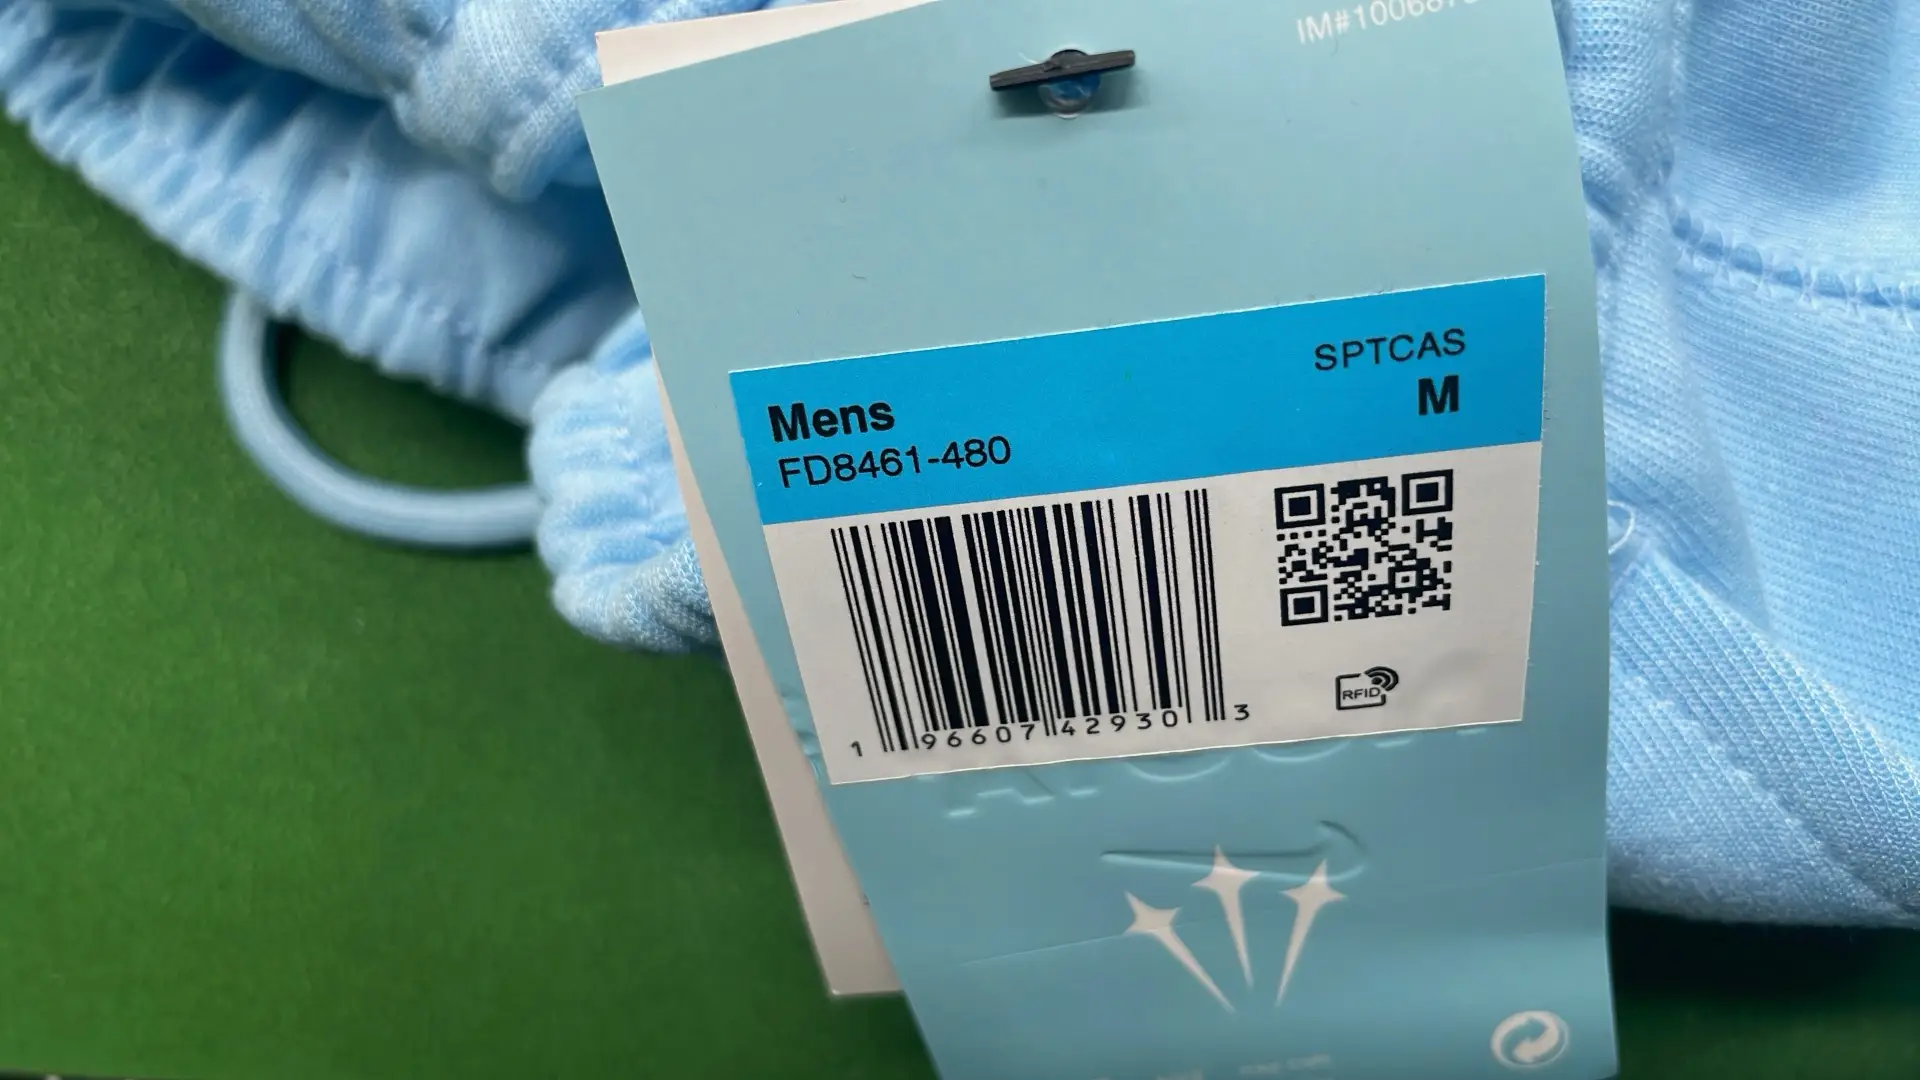 SPTCAS
Mens
M
FD8461-480
RFID
1 96607 42930 3